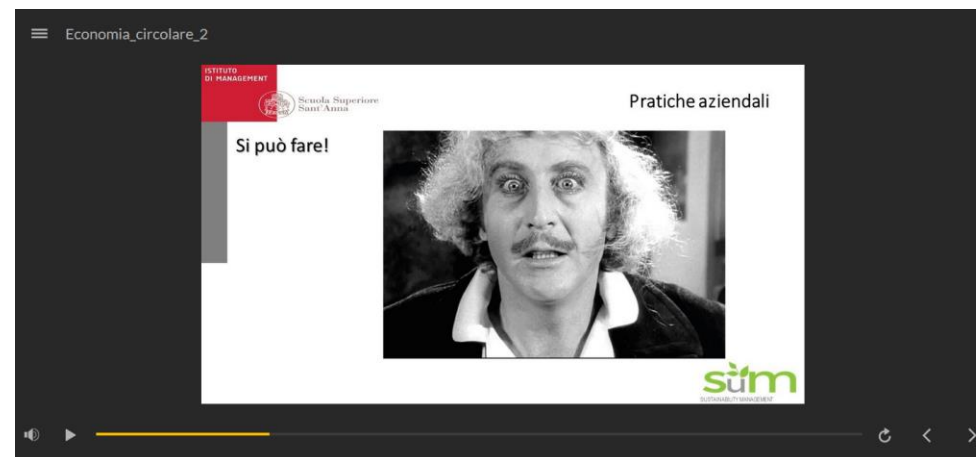 Economia_circolare_2
ISTITUTO
DI MANAGEMENT
Scuola Superiore
Sant'Anna
Pratiche aziendali
Si può fare!
sum
SUSTAINABILITY MANAGEMENT